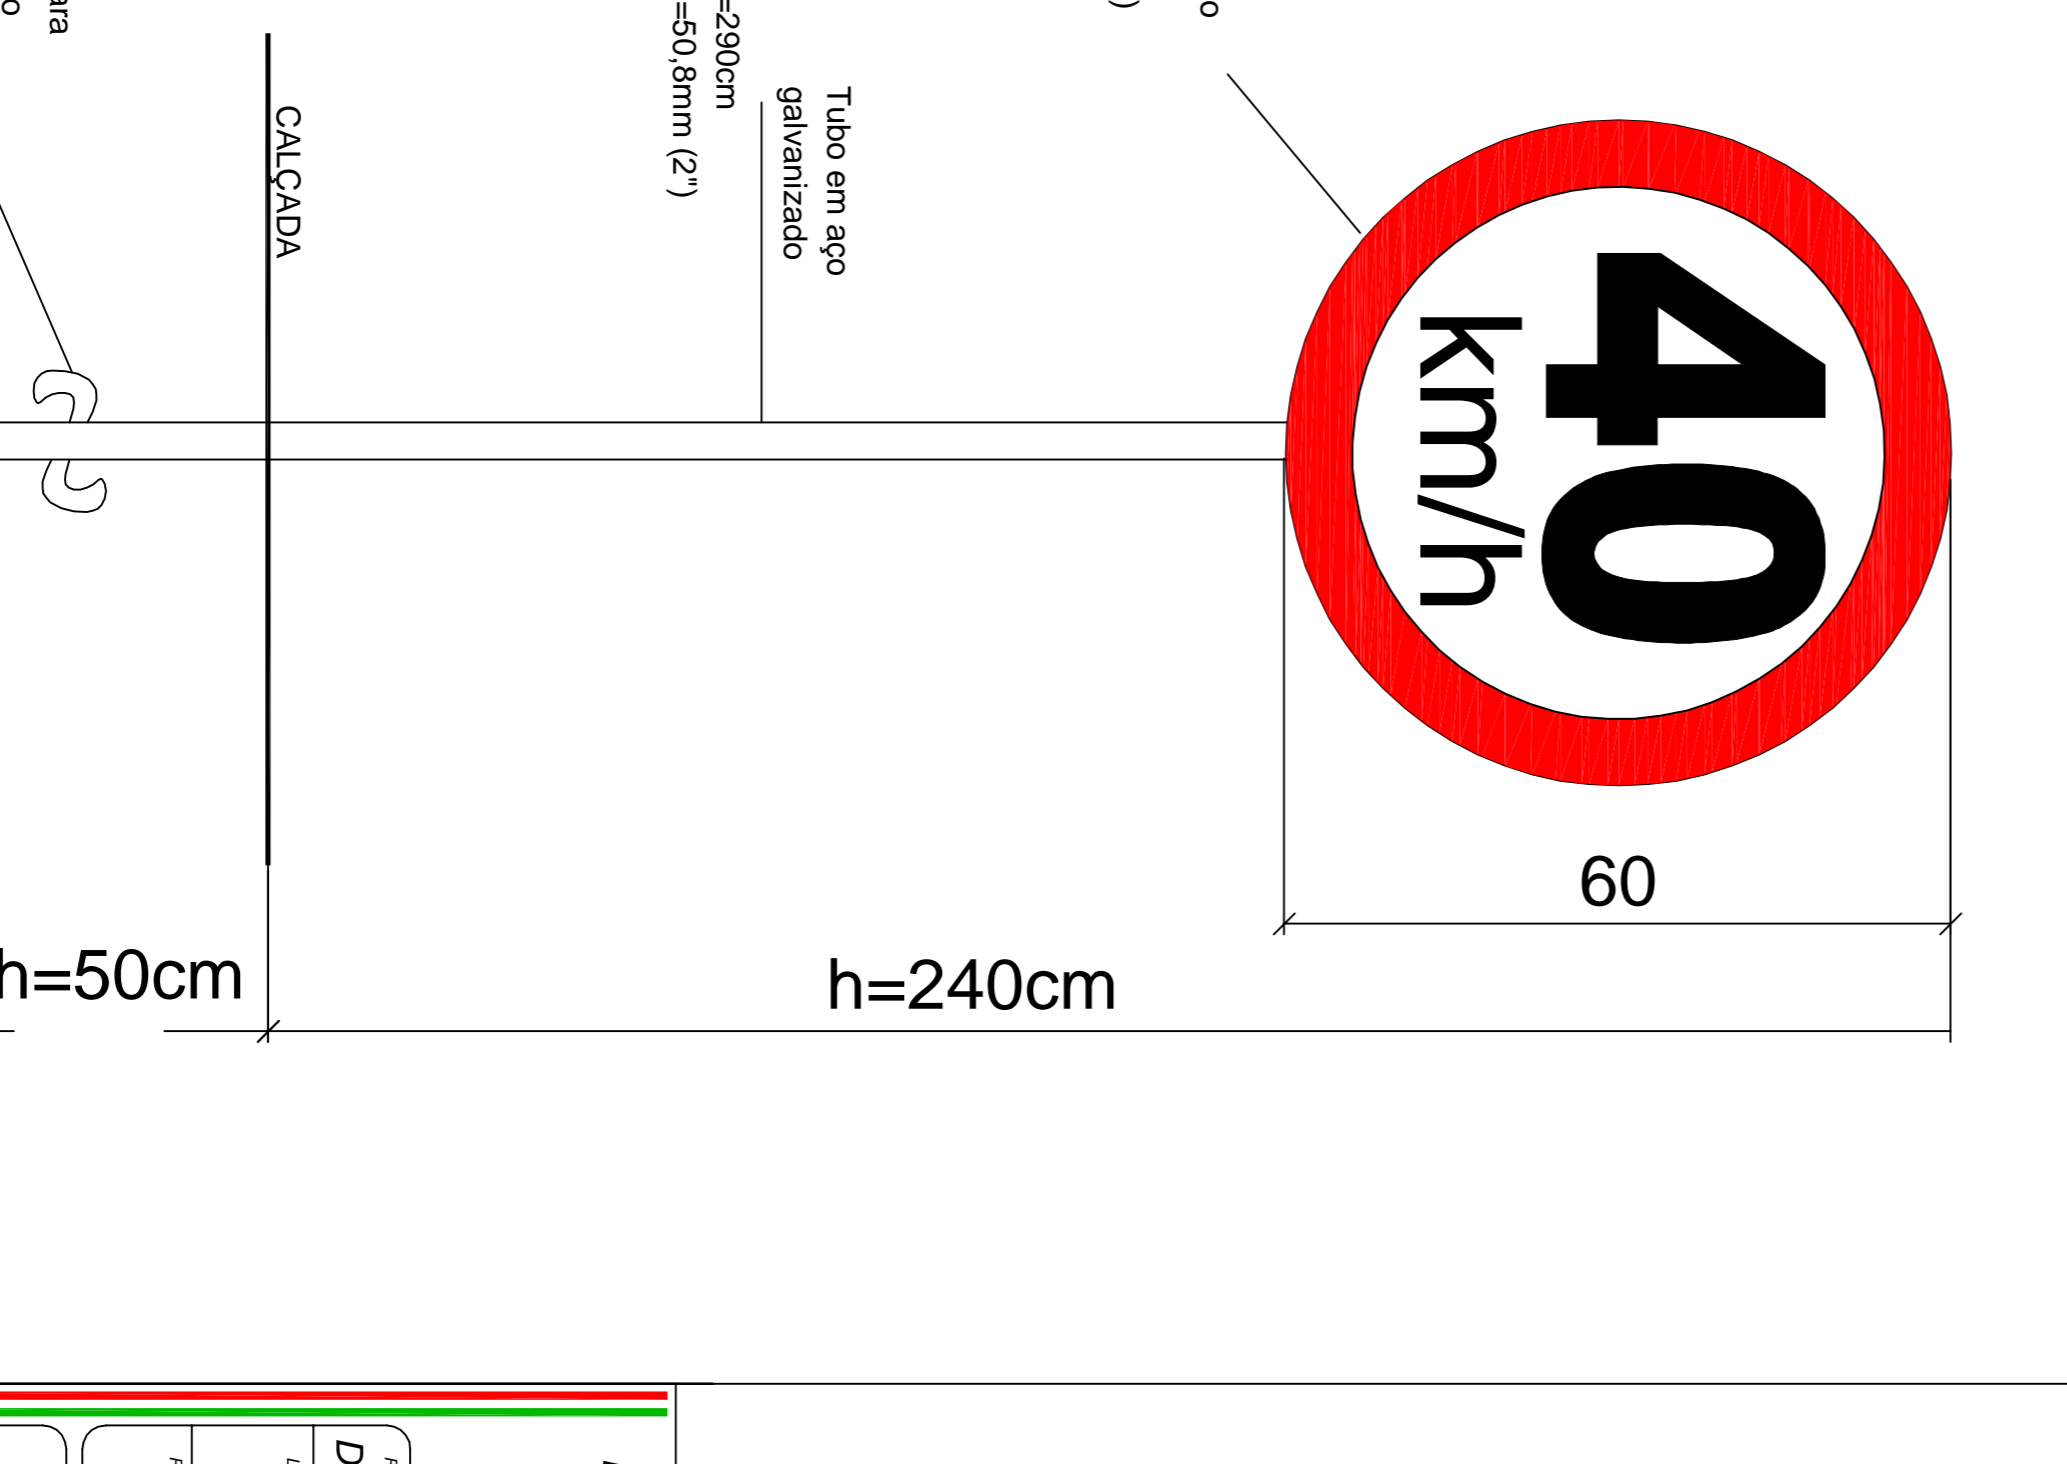 40
km/h
Tubo em aço
galvanizado
=290cm
=50,8mm (2")
CALÇADA
60
h=240cm
h=50cm